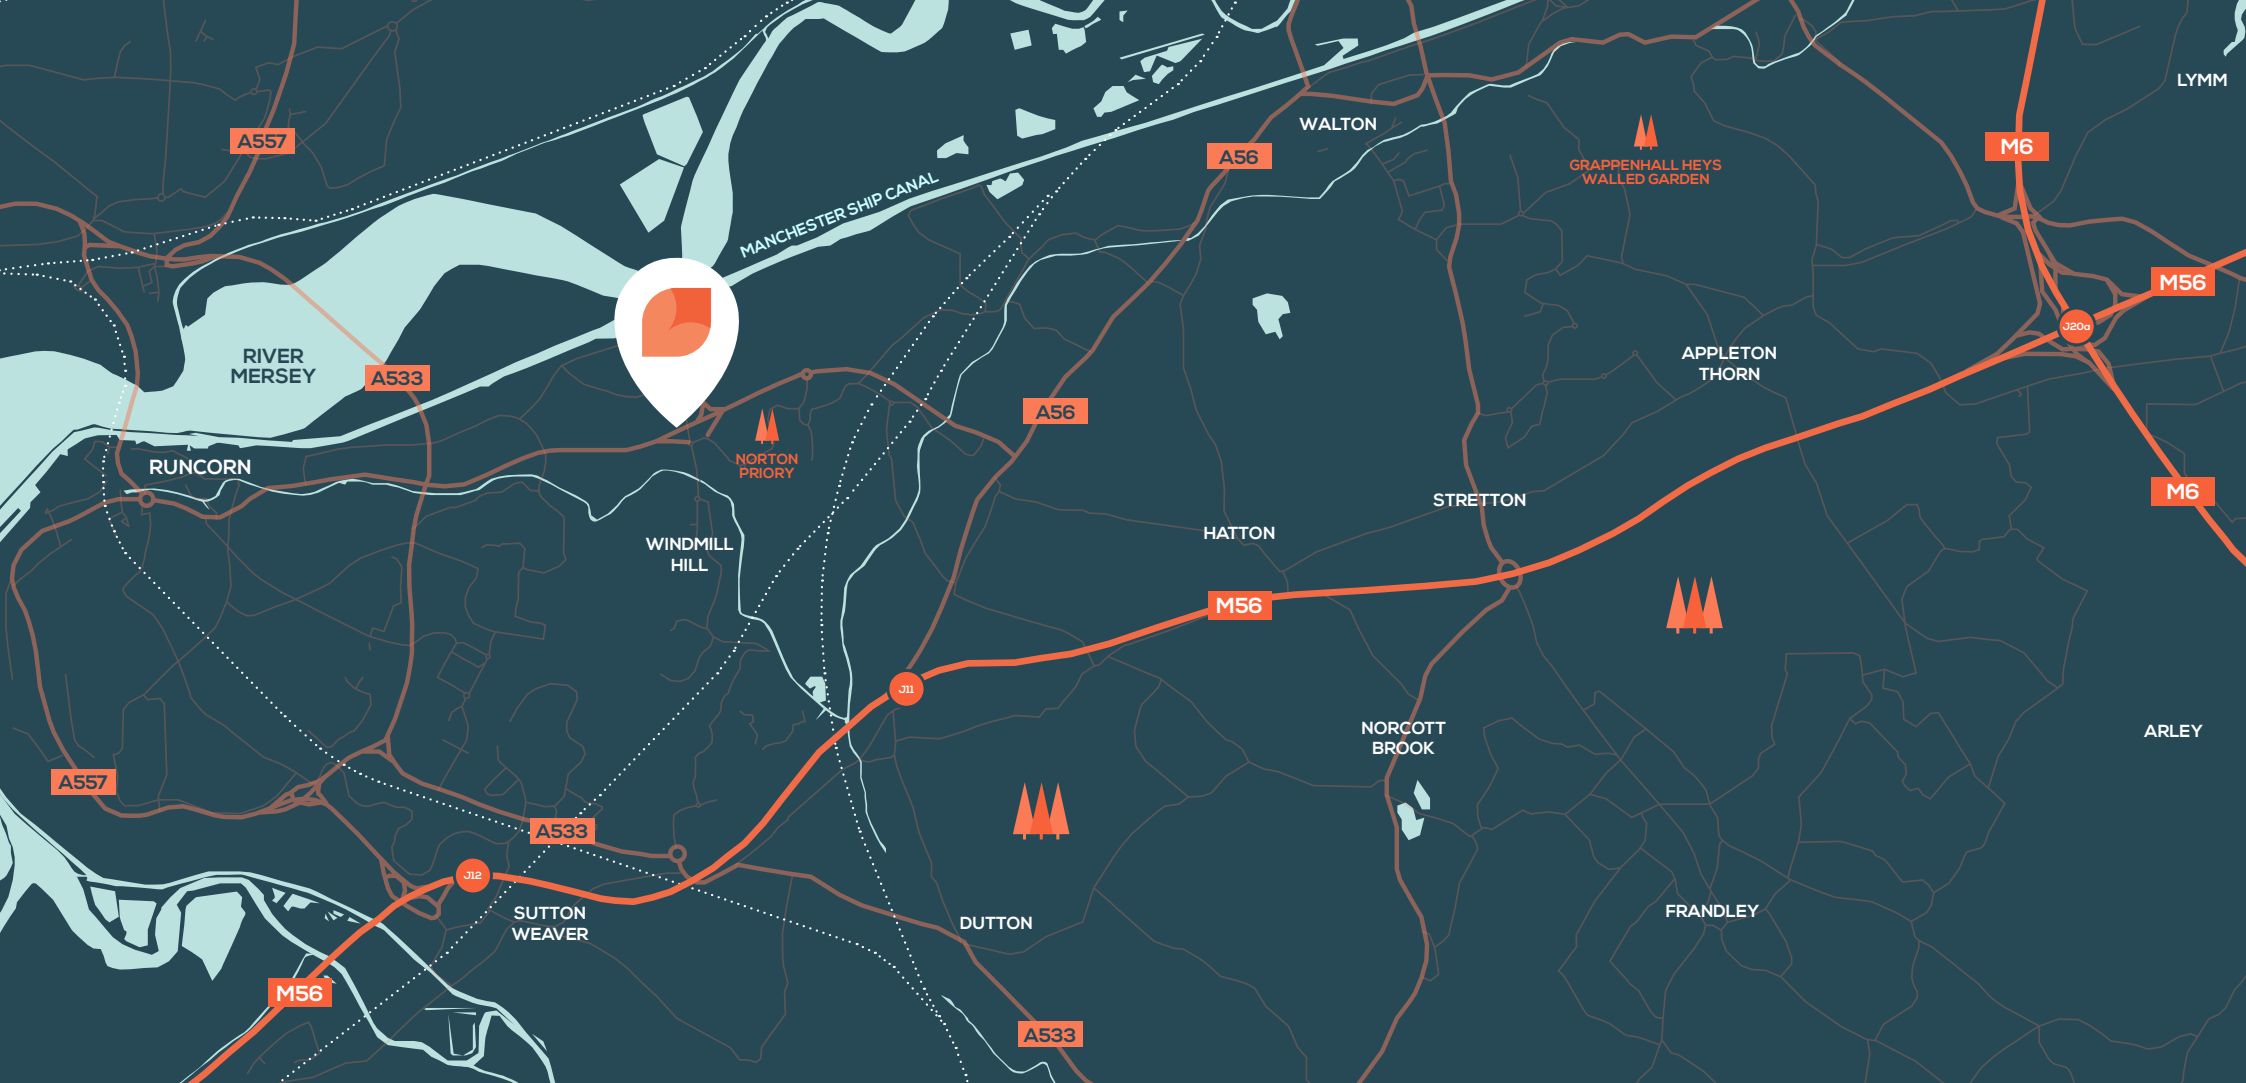 LYMM
WALTON
A557
M6
A56
GRAPPENHALL HEYS
WALLED GARDEN
MANCHESTER SHIP CANAL
M56
J20a
RIVER
MERSEY
A533
APPLETON
THORN
A56
RUNCORN
NORTON
PRIORY
M6
STRETTON
HATTON
WINDMILL
HILL
M56
J11
NORCOTT
BROOK
ARLEY
A557
A533
J12
SUTTON
WEAVER
DUTTON
FRANDLEY
M56
A533